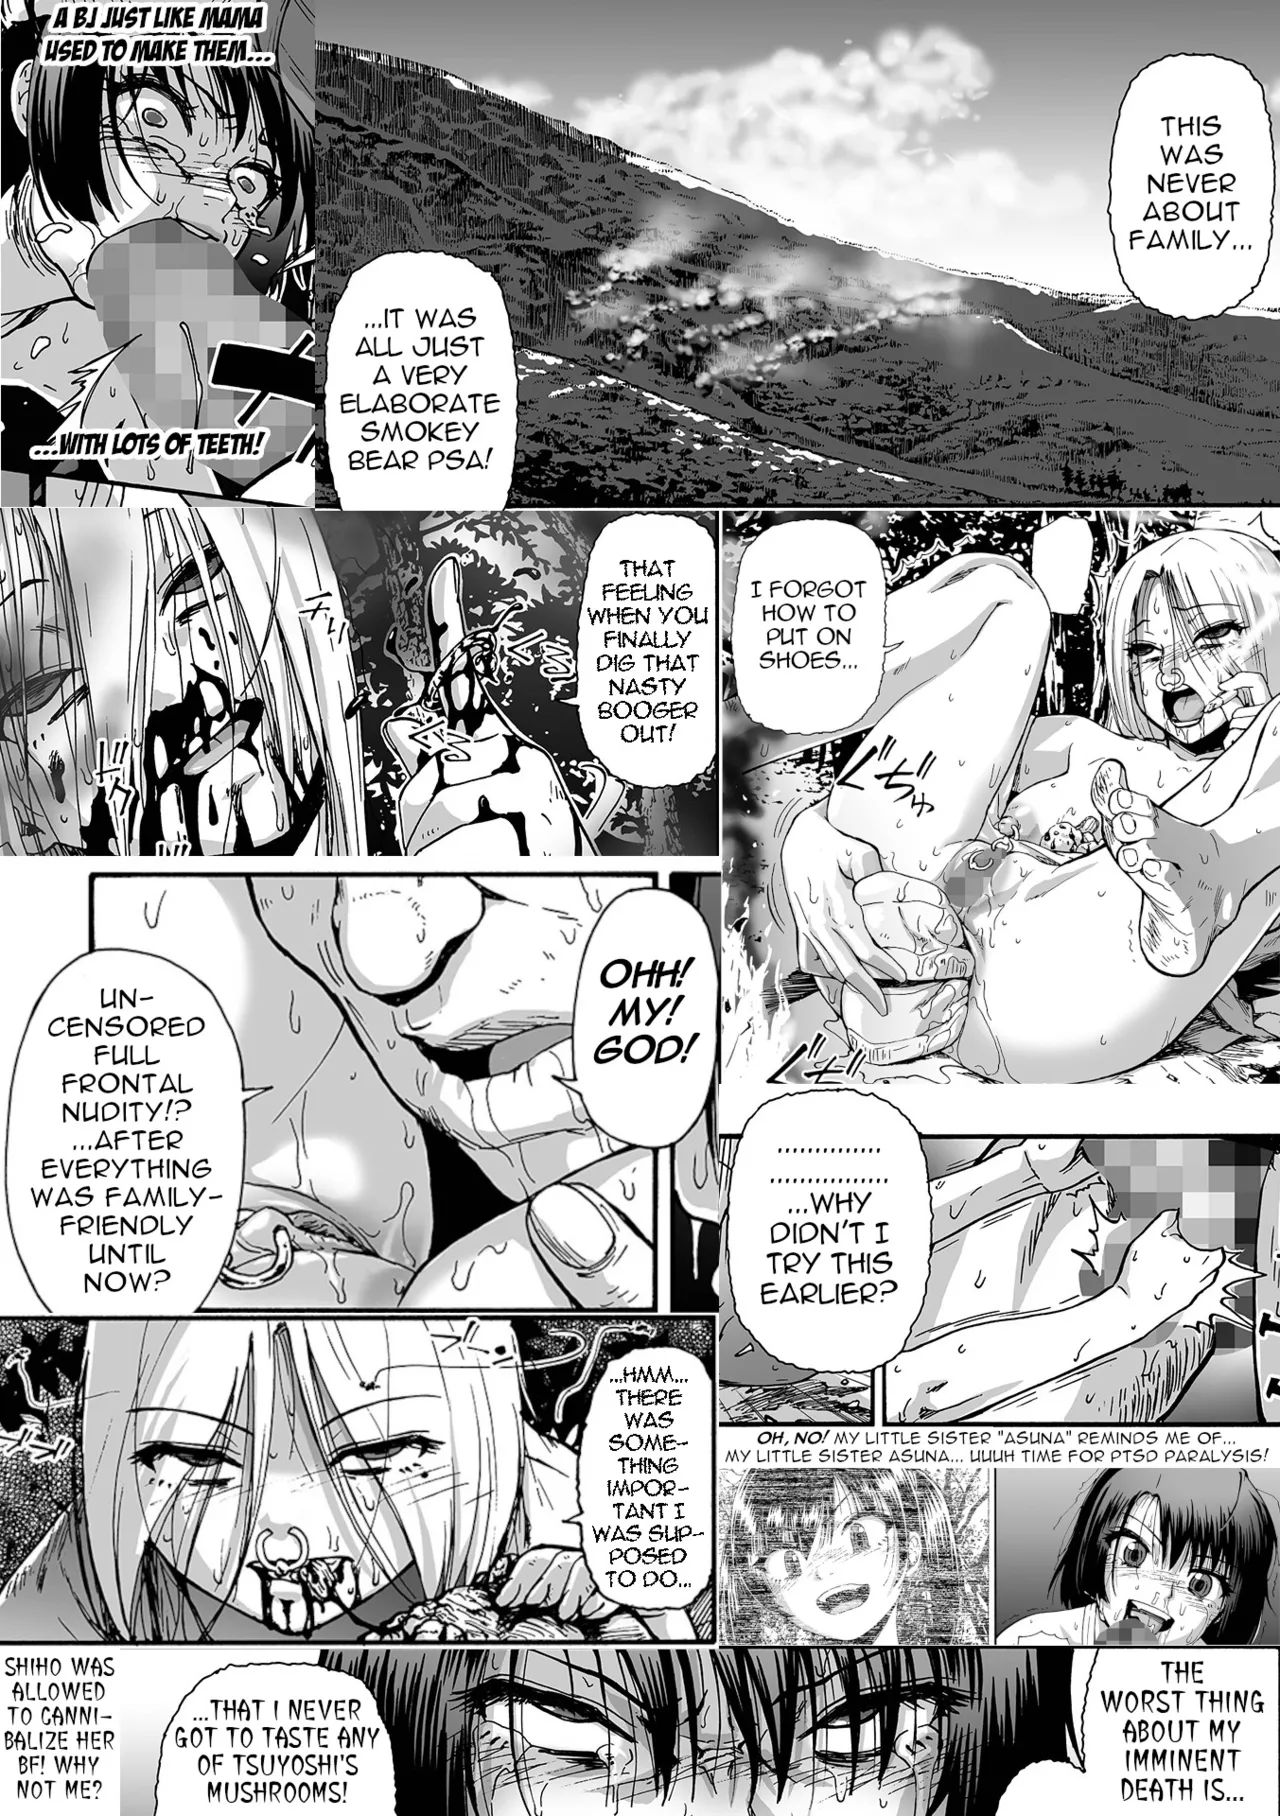 A BJ JUST LIKE MAMA
USED TO MAKE THEM...
...WITH LOTS OF TEETH!
THIS
WAS
NEVER
ABOUT
FAMILY...
...IT WAS
ALL JUST
A VERY
ELABORATE
SMOKEY
BEAR PSA!
THAT
FEELING
WHEN YOU
FINALLY
DIG THAT
NASTY
BOOGER
OUT!
I FORGOT
HOW TO
PUT ON
SHOES...
OHH!
MY!
GOD!
UN-
CENSORED
FULL
FRONTAL
NUDITY!?
...AFTER
EVERYTHING
WAS FAMILY-
FRIENDLY
UNTIL
NOW?
..............
.................
...WHY
DIDN'T I
TRY THIS
EARLIER?
...HMM...
THERE
WAS
SOME-
THING
IMPOR-
TANT I
WAS SUP-
POSED
TO DO...
OH, NO! MY LITTLE SISTER "ASUNA" REMINDS ME OF...
MY LITTLE SISTER ASUNA... UUUH TIME FOR PTSD PARALYSIS!
THE
WORST THING
ABOUT MY
IMMINENT
DEATH IS...
...THAT I NEVER
GOT TO TASTE ANY
OF TSUYOSHI'S
MUSHROOMS!
SHIHO WAS
ALLOWED
TO CANNI-
BALIZE HER
BF! WHY
NOT ME?